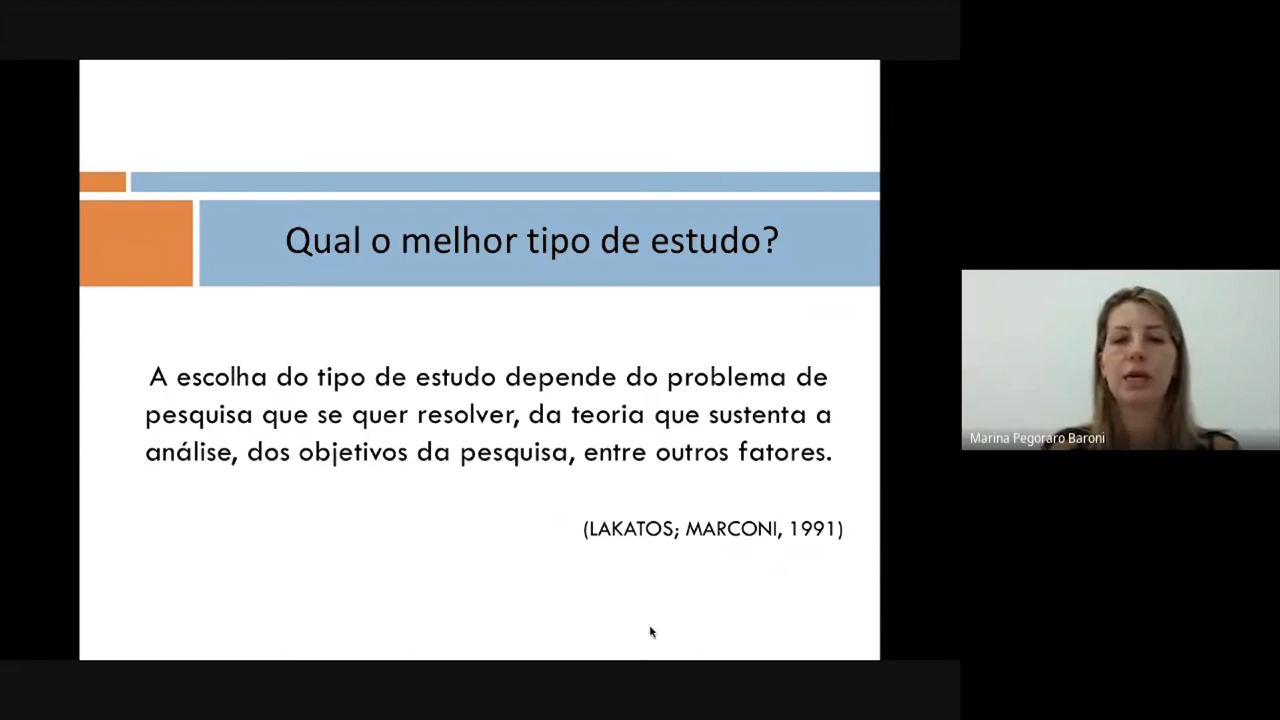 Qual o melhor tipo de estudo?
A escolha do tipo de estudo depende do problema de
pesquisa que se quer resolver, da teoria que sustenta a
análise, dos objetivos da pesquisa, entre outros fatores.
(LAKATOS; MARCONI, 1991)
Marina Pegoraro Baroni